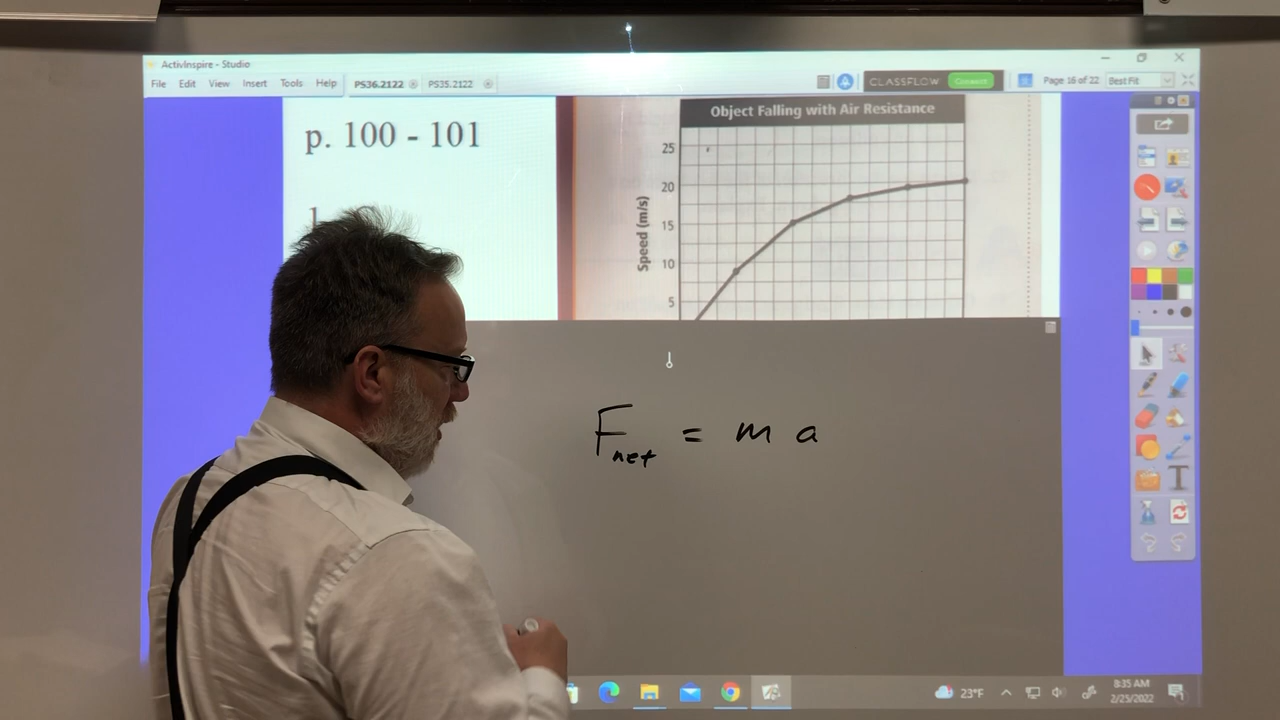 ActivInspire - Studio
File Edit View Insert Tools Help PS36.2122 PS35.2122 CLASSFLOW Connect Page 16 of 22 Best Fit
p. 100 - 101
Object Falling with Air Resistance
25
20
15
10
5
Speed (m/s)
F net = m a
T
23°F
8:35 AM
2/25/2022